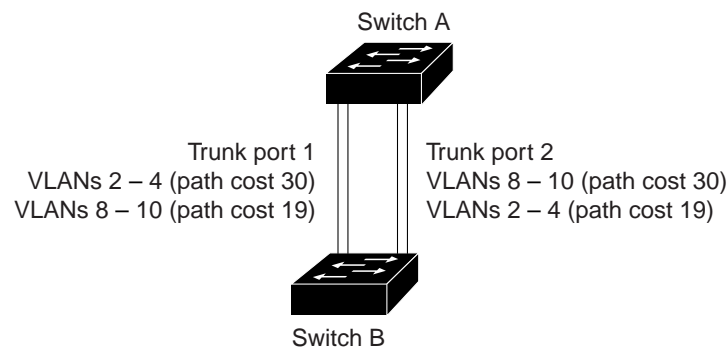 Switch A
Trunk port 1
VLANs 2 – 4 (path cost 30)
VLANs 8 – 10 (path cost 19)
Trunk port 2
VLANs 8 – 10 (path cost 30)
VLANs 2 – 4 (path cost 19)
Switch B